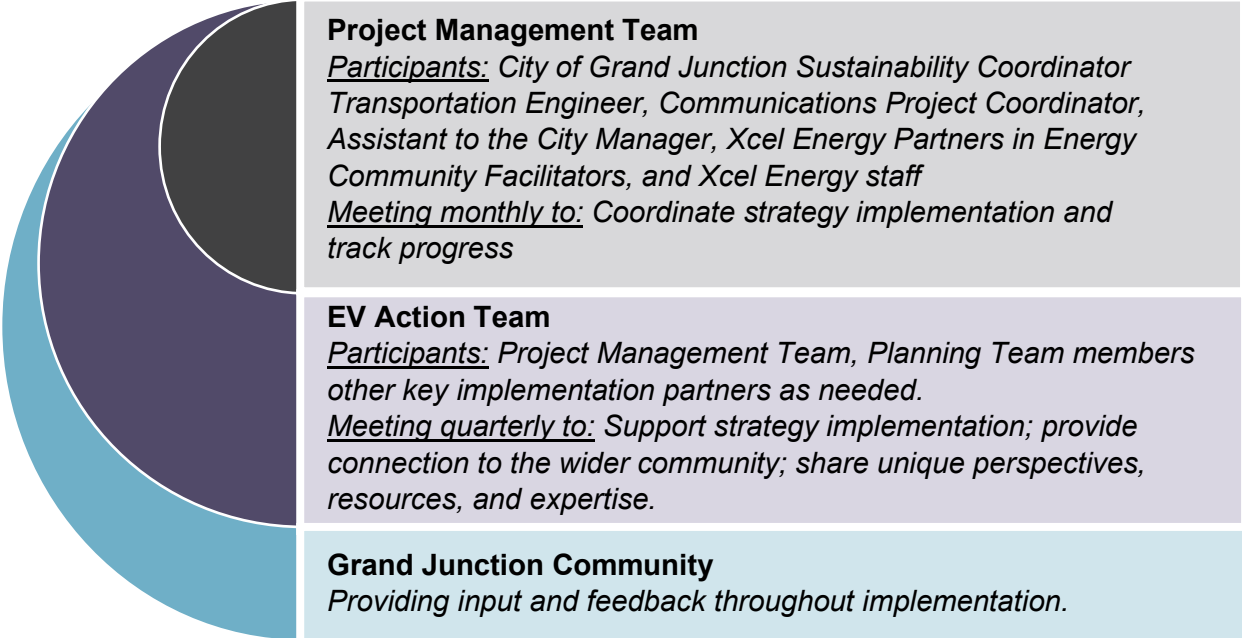 Project Management Team
Participants: City of Grand Junction Sustainability Coordinator
Transportation Engineer, Communications Project Coordinator,
Assistant to the City Manager, Xcel Energy Partners in Energy
Community Facilitators, and Xcel Energy staff
Meeting monthly to: Coordinate strategy implementation and
track progress
EV Action Team
Participants: Project Management Team, Planning Team members
other key implementation partners as needed.
Meeting quarterly to: Support strategy implementation; provide
connection to the wider community; share unique perspectives,
resources, and expertise.
Grand Junction Community
Providing input and feedback throughout implementation.